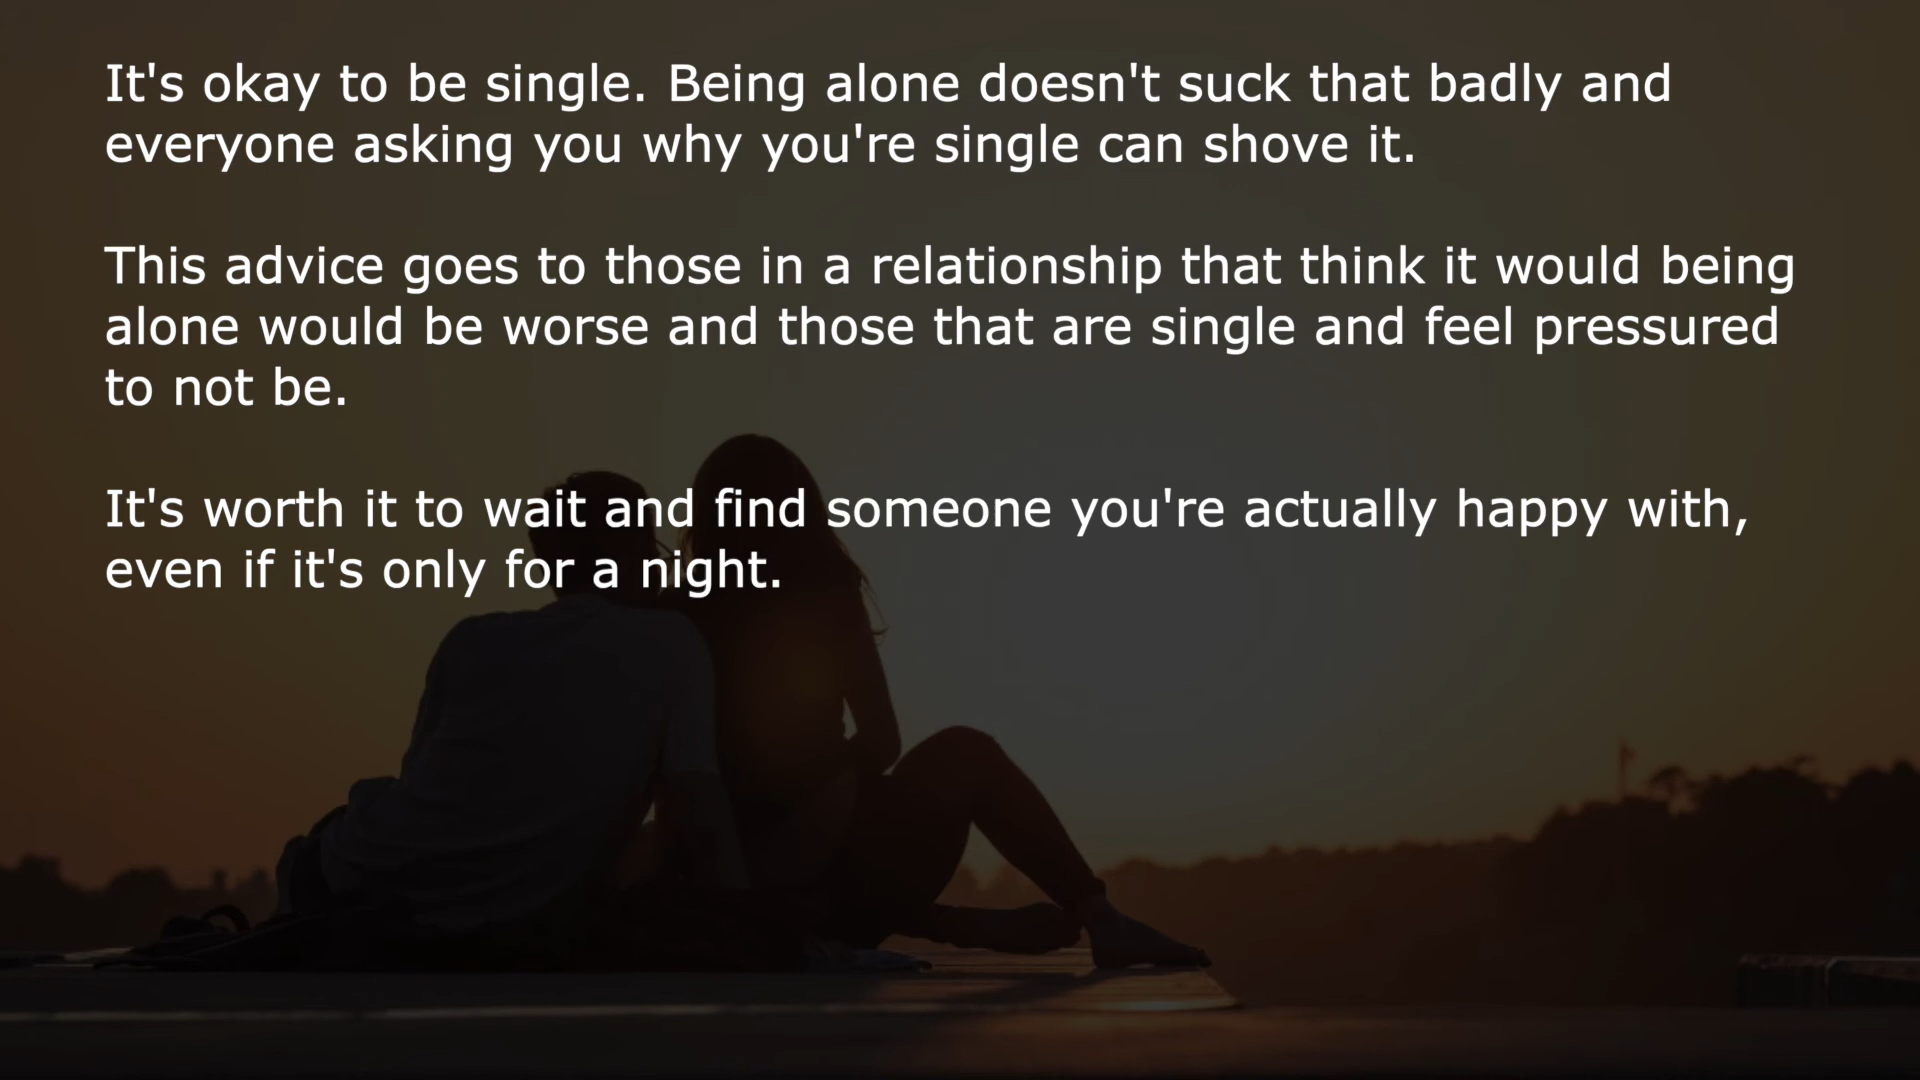 It's okay to be single. Being alone doesn't suck that badly and
everyone asking you why you're single can shove it.
This advice goes to those in a relationship that think it would being
alone would be worse and those that are single and feel pressured
to not be.
It's worth it to wait and find someone you're actually happy with,
even if it's only for a night.